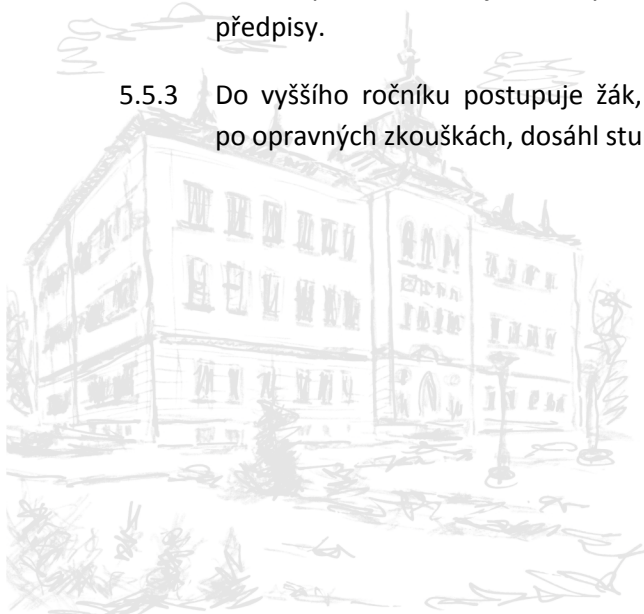 předpisy.
5.5.3 Do vyššího ročníku postupuje žák,
po opravných zkouškách, dosáhl stu